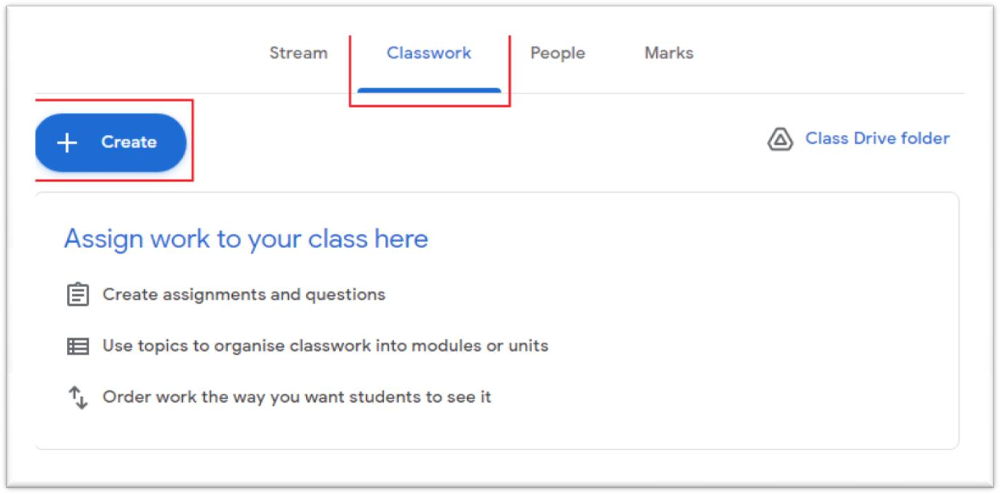 Stream Classwork People Marks
+ Create
Class Drive folder
Assign work to your class here
Create assignments and questions
Use topics to organise classwork into modules or units
Order work the way you want students to see it